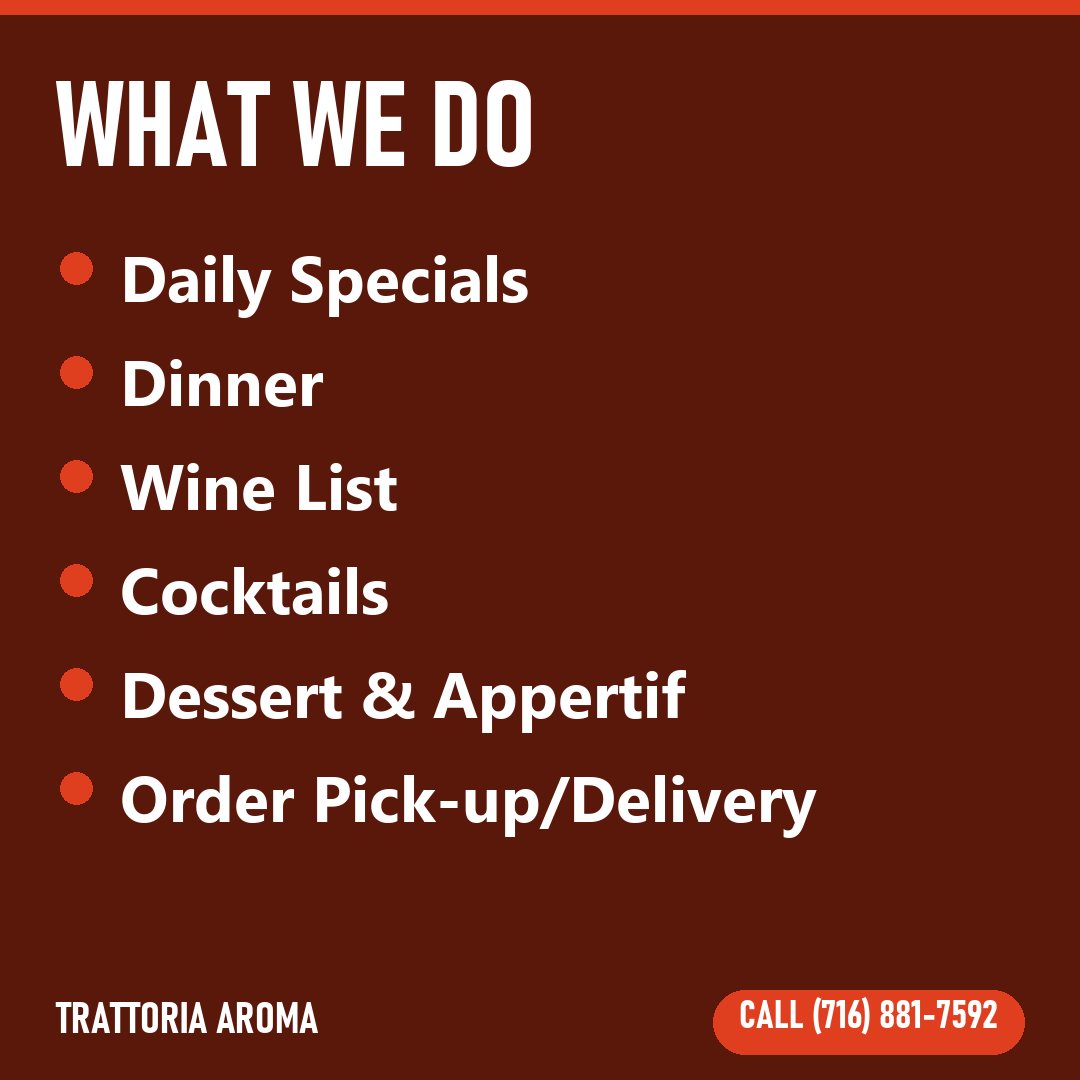 WHAT WE DO
Daily Specials
Dinner
Wine List
Cocktails
Dessert & Appertif
Order Pick-up/Delivery
TRATTORIA AROMA
CALL (716) 881-7592